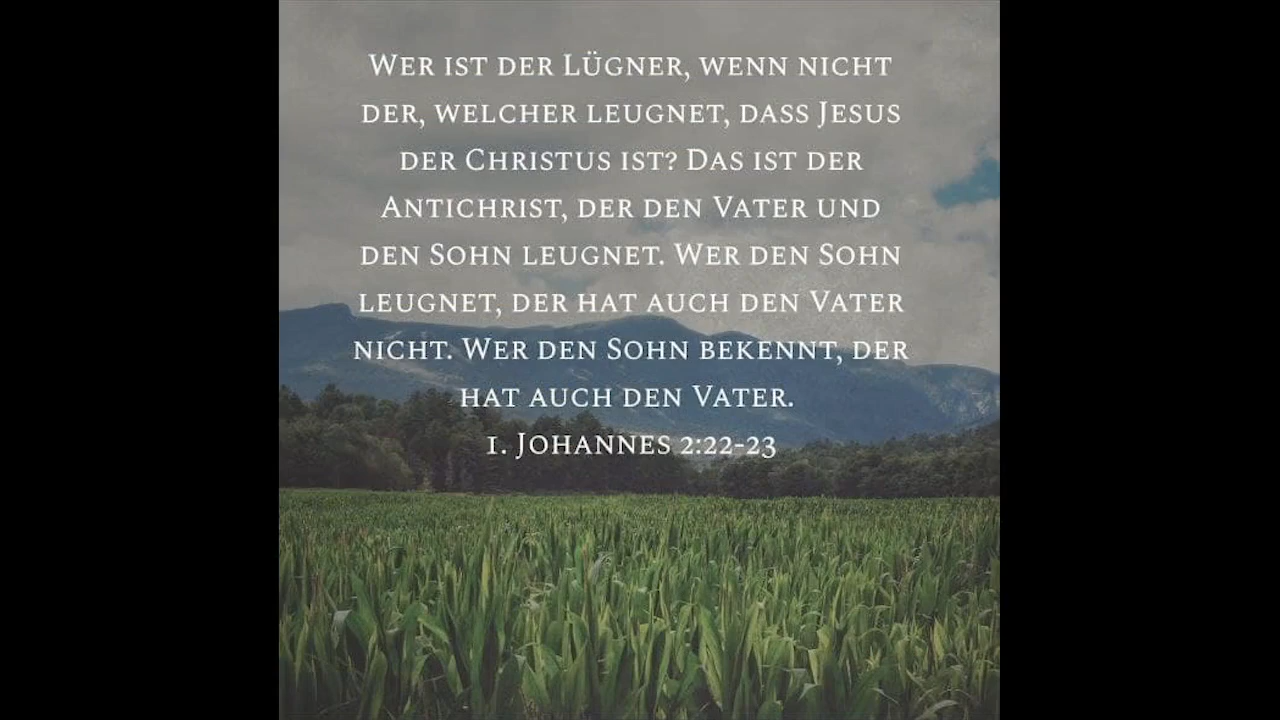 Wer ist der Lügner, wenn nicht
der, welcher leugnet, dass Jesus
der Christus ist? Das ist der
Antichrist, der den Vater und
den Sohn leugnet. Wer den Sohn
leugnet, der hat auch den Vater
nicht. Wer den Sohn bekennt, der
hat auch den Vater.
1. Johannes 2:22-23